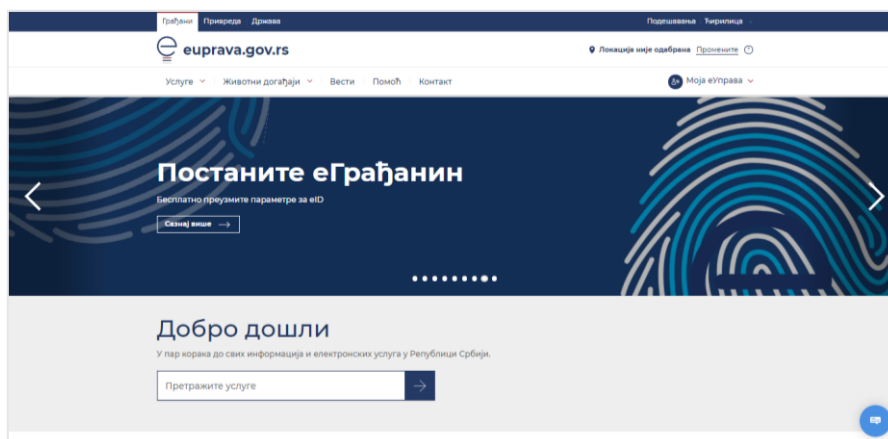 Грађани Привреда Држава Подешавања Ћирилица
euprava.gov.rs Локација није одабрана Промените
Услуге Животни догађаји Вести Помоћ Контакт Моја еУправа
Постаните еГрађанин
Бесплатно преузмите параметре за eID
Сазнај више
Добро дошли
У пар корака до свих информација и електронских услуга у Републици Србији.
Претражите услуге